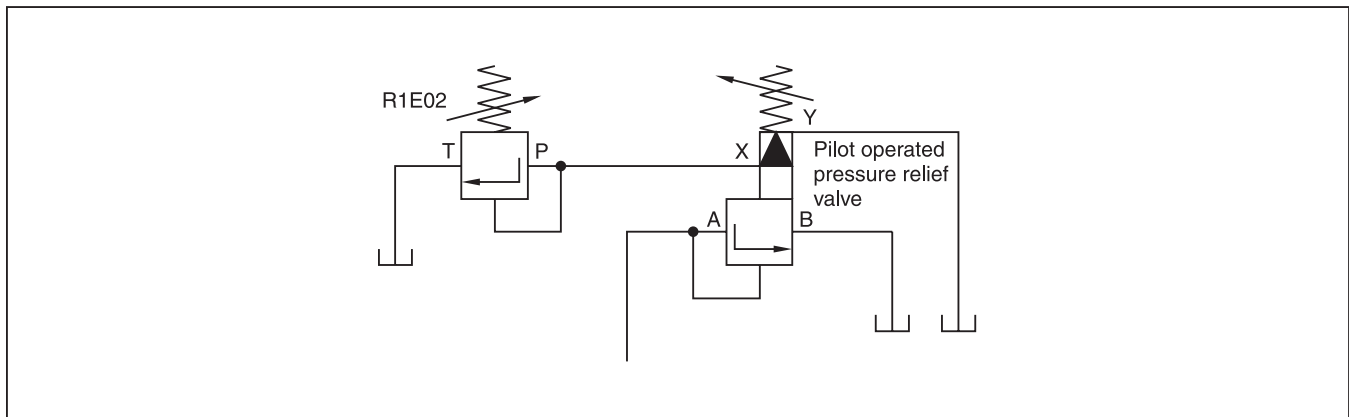 R1E02
T
P
X
Y
Pilot operated
pressure relief
valve
A
B